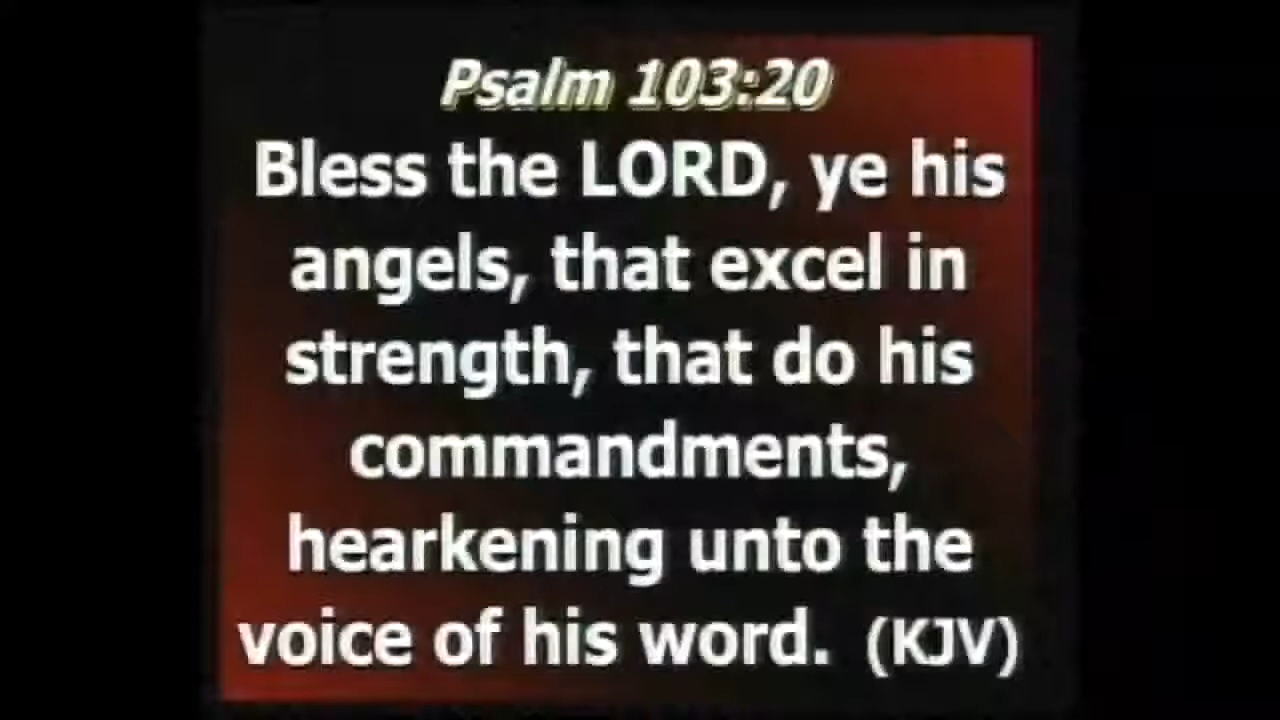 Psalm 103:20
Bless the LORD, ye his
angels, that excel in
strength, that do his
commandments,
hearkening unto the
voice of his word. (KJV)